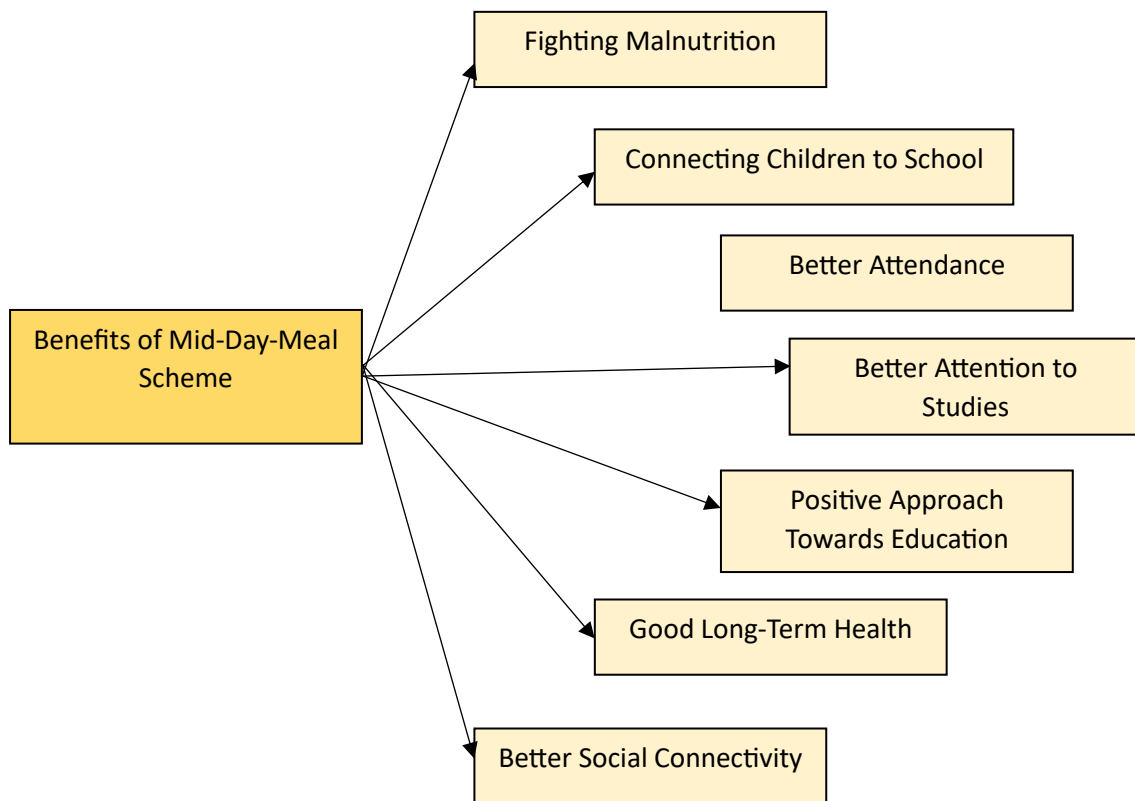 Fighting Malnutrition
Connecting Children to School
Better Attendance
Benefits of Mid-Day-Meal
Scheme
Better Attention to
Studies
Positive Approach
Towards Education
Good Long-Term Health
Better Social Connectivity